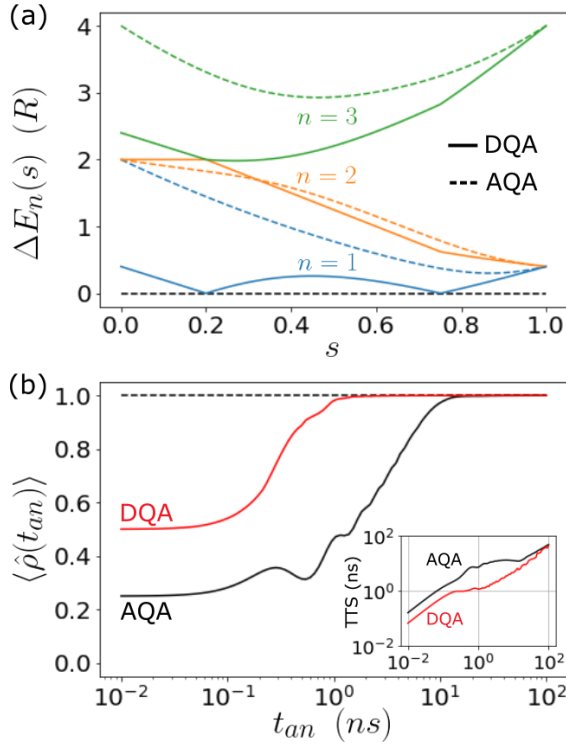 (a)
ΔE_n(s) (R)
4
3
2
1
0
n = 3
n = 2
n = 1
DQA
AQA
0.0 0.2 0.4 0.6 0.8 1.0
s
(b)
⟨ρ̂(t_an)⟩
1.0
0.8
0.6
0.4
0.2
0.0
DQA
AQA
TTS (ns)
10^2
10^0
10^-2
AQA
DQA
10^-2 10^0 10^2
10^-2 10^-1 10^0 10^1 10^2
t_an (ns)